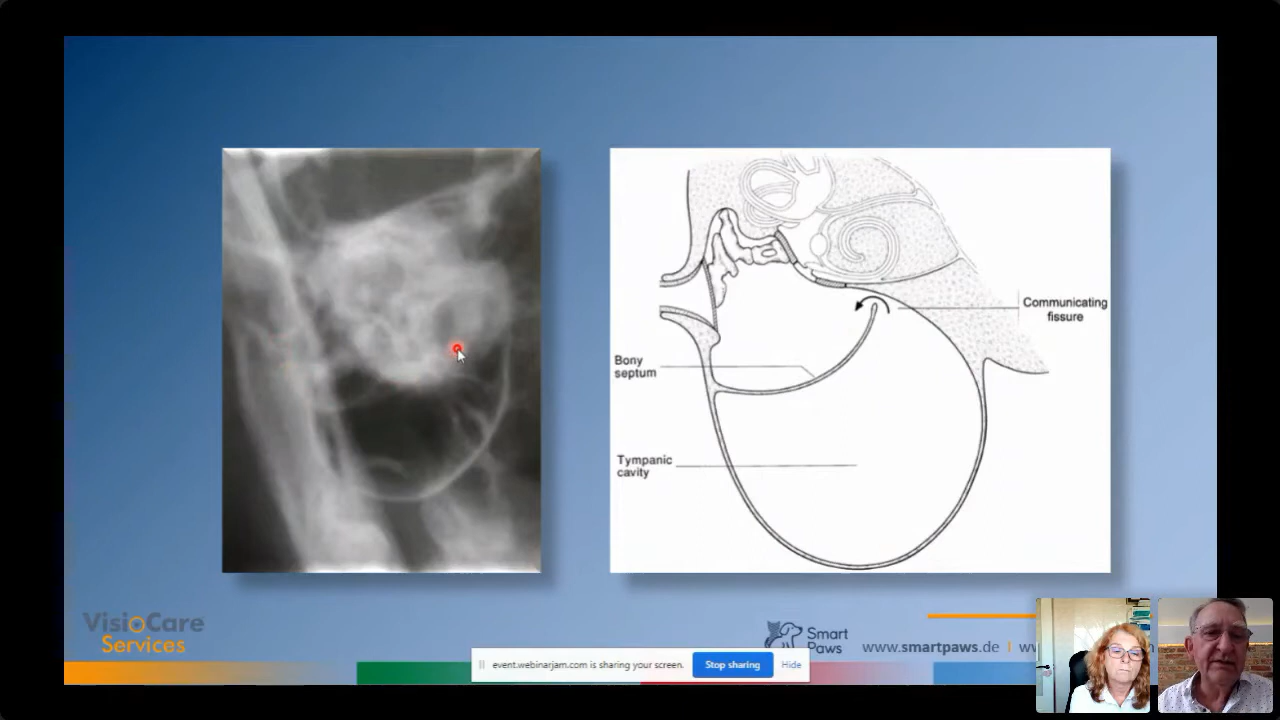 Communicating
fissure
Bony
septum
Tympanic
cavity
VisioCare
Services
Smart
Paws
www.smartpaws.de
event.webinarjam.com is sharing your screen.
Stop sharing
Hide